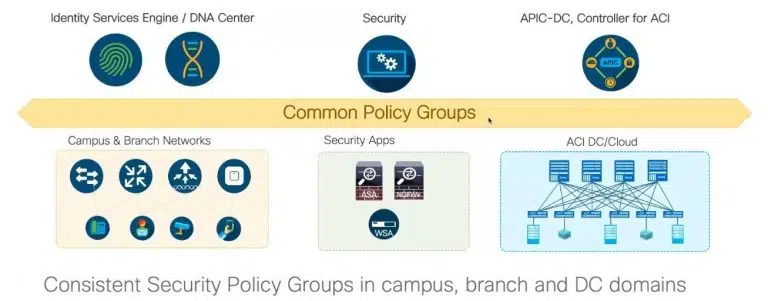 Identity Services Engine / DNA Center
Security
APIC-DC, Controller for ACI
APIC
Common Policy Groups
Campus & Branch Networks
Security Apps
ACI DC/Cloud
ASA
NGFW
WSA
Consistent Security Policy Groups in campus, branch and DC domains